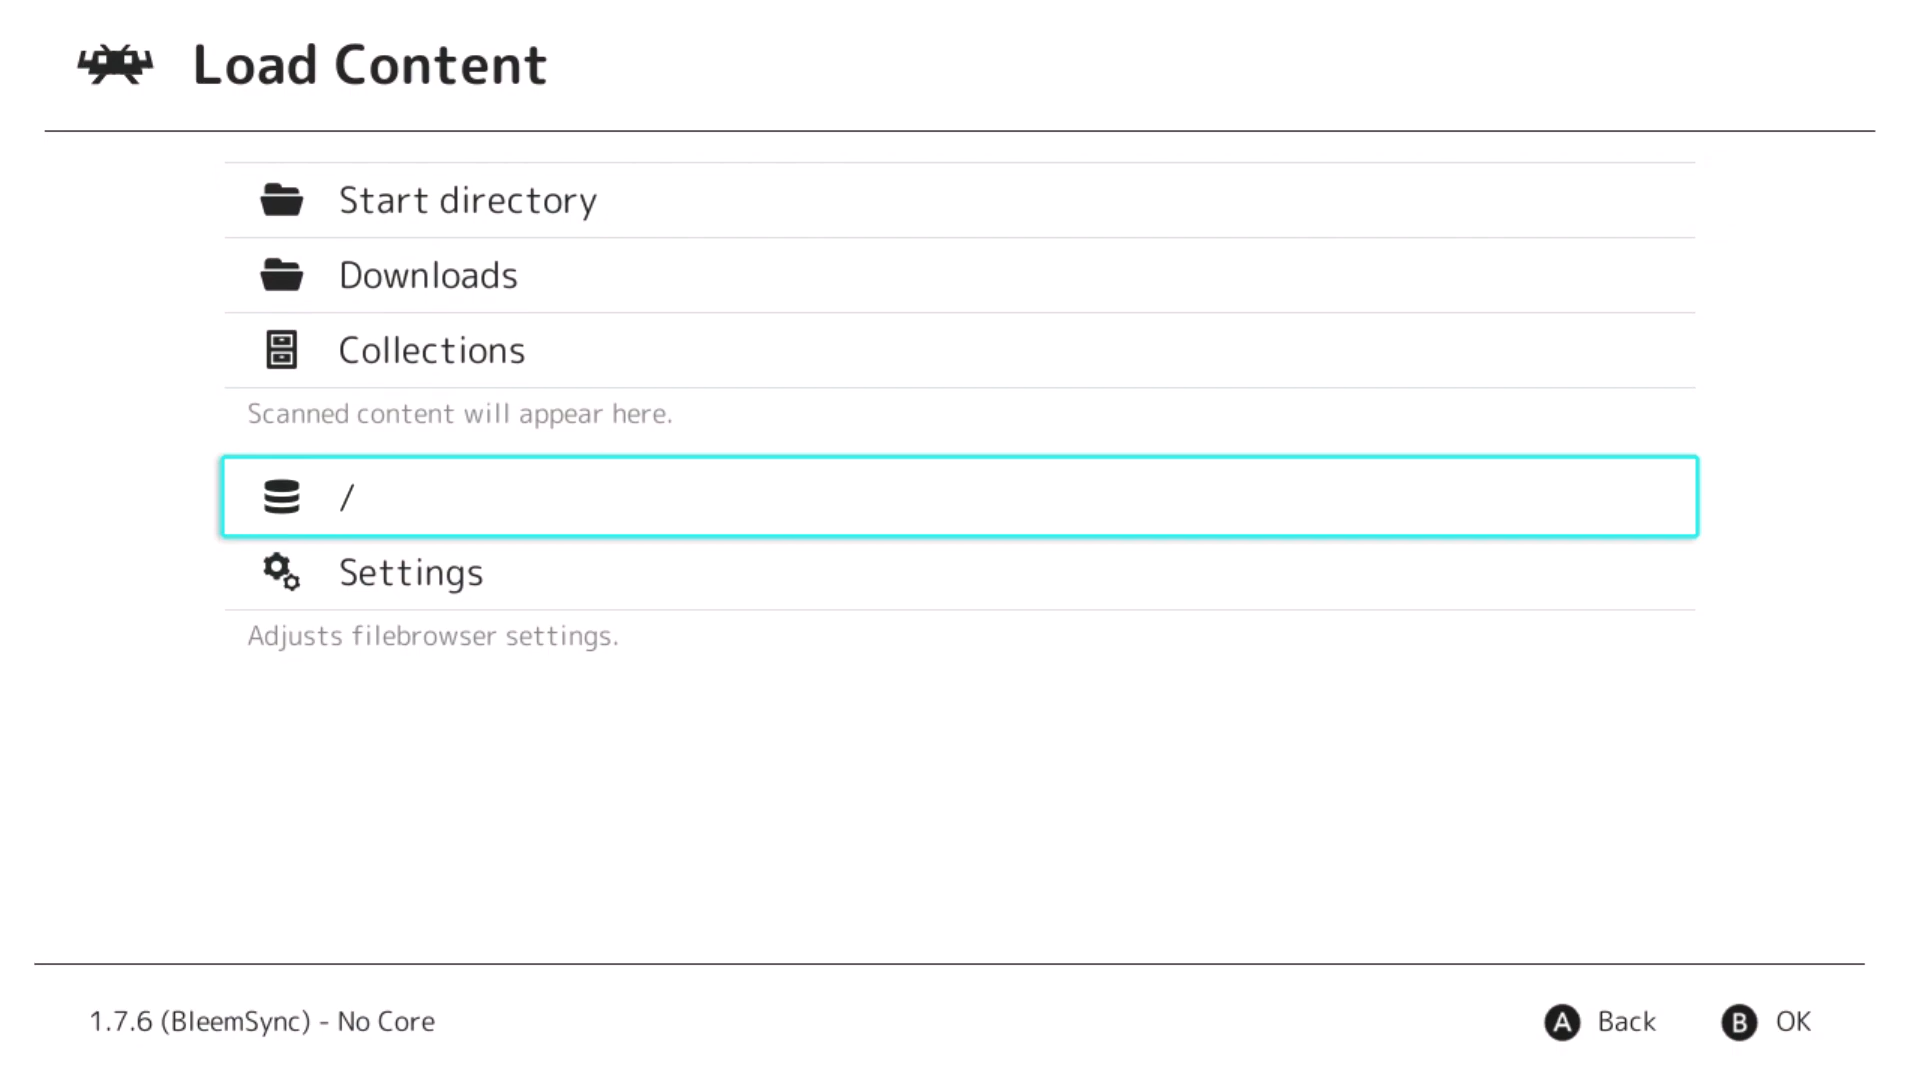 Load Content
Start directory
Downloads
Collections
Scanned content will appear here.
/
Settings
Adjusts filebrowser settings.
1.7.6 (BleemSync) - No Core
A Back B OK